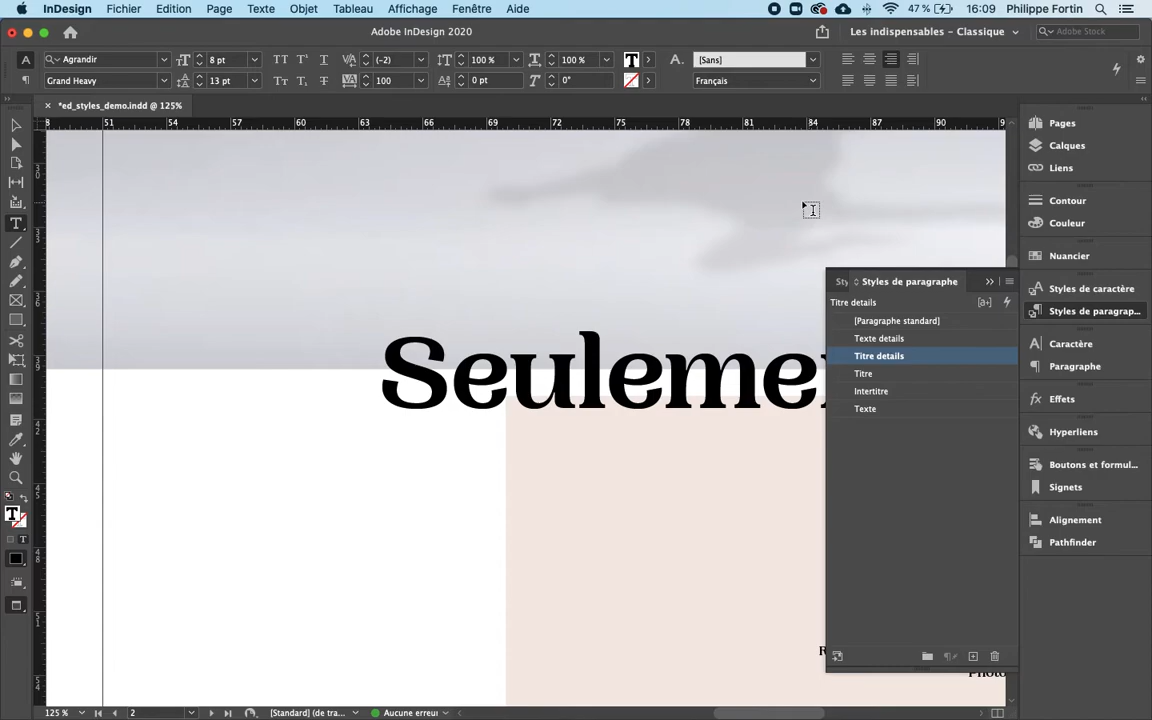 InDesign Fichier Edition Page Texte Objet Tableau Affichage Fenêtre Aide 47 % 16:09 Philippe Fortin
Adobe InDesign 2020 Les indispensables - Classique Adobe Stock
A Agrandir 8 pt (-2) 100 % 100 % A. [Sans]
Grand Heavy 13 pt 100 0 pt 0° Français
× *ed_styles_demo.indd @ 125%
51 54 57 60 63 66 69 72 75 78 81 84 87 90
Pages
Calques
Liens
Contour
Couleur
Nuancier
Styles de caractère
Styles de paragrap...
Caractère
Paragraphe
Effets
Hyperliens
Boutons et formul...
Signets
Alignement
Pathfinder
Sty Styles de paragraphe
Titre details
[Paragraphe standard]
Texte details
Titre details
Titre
Intertitre
Texte
Seuleme
R
Photo
125 % 2 [Standard] (de tra... Aucune erreu